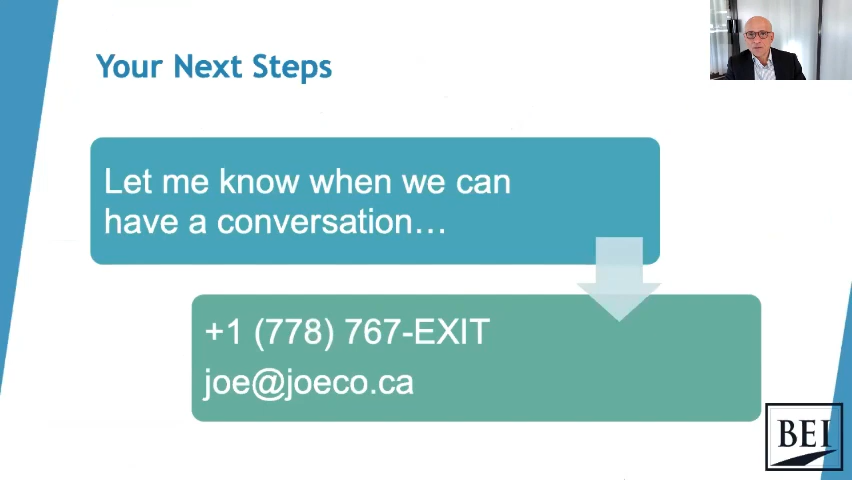 Your Next Steps
Let me know when we can
have a conversation…
+1 (778) 767-EXIT
joe@joeco.ca
BEI